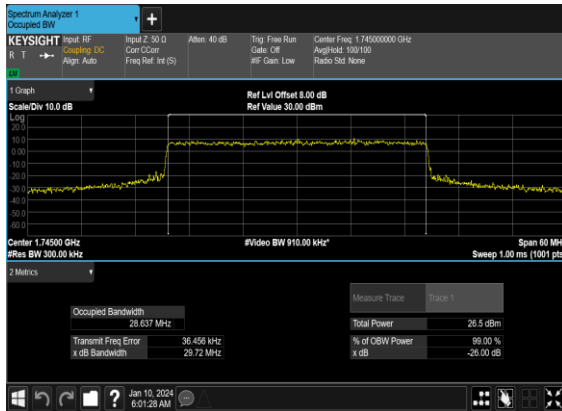 Spectrum Analyzer 1
Occupied BW
KEYSIGHT Input: RF Input Z: 50 Ω Atten: 40 dB Trig: Free Run Center Freq: 1.745000000 GHz
R T Coupling: DC Corr CCorr Gate: Off Avg|Hold: 100/100
Align: Auto Freq Ref: Int (S) #IF Gain: Low Radio Std: None
1 Graph
Ref Lvl Offset 8.00 dB
Scale/Div 10.0 dB Ref Value 30.00 dBm
Log
20.0
10.0
0.00
-10.0
-20.0
-30.0
-40.0
-50.0
-60.0
Center 1.74500 GHz #Video BW 910.00 kHz* Span 60 MH
#Res BW 300.00 kHz Sweep 1.00 ms (1001 pts
2 Metrics
Measure Trace Trace 1
Occupied Bandwidth
28.637 MHz Total Power 26.5 dBm
Transmit Freq Error 36.456 kHz % of OBW Power 99.00 %
x dB Bandwidth 29.72 MHz x dB -26.00 dB
Jan 10, 2024
6:01:28 AM